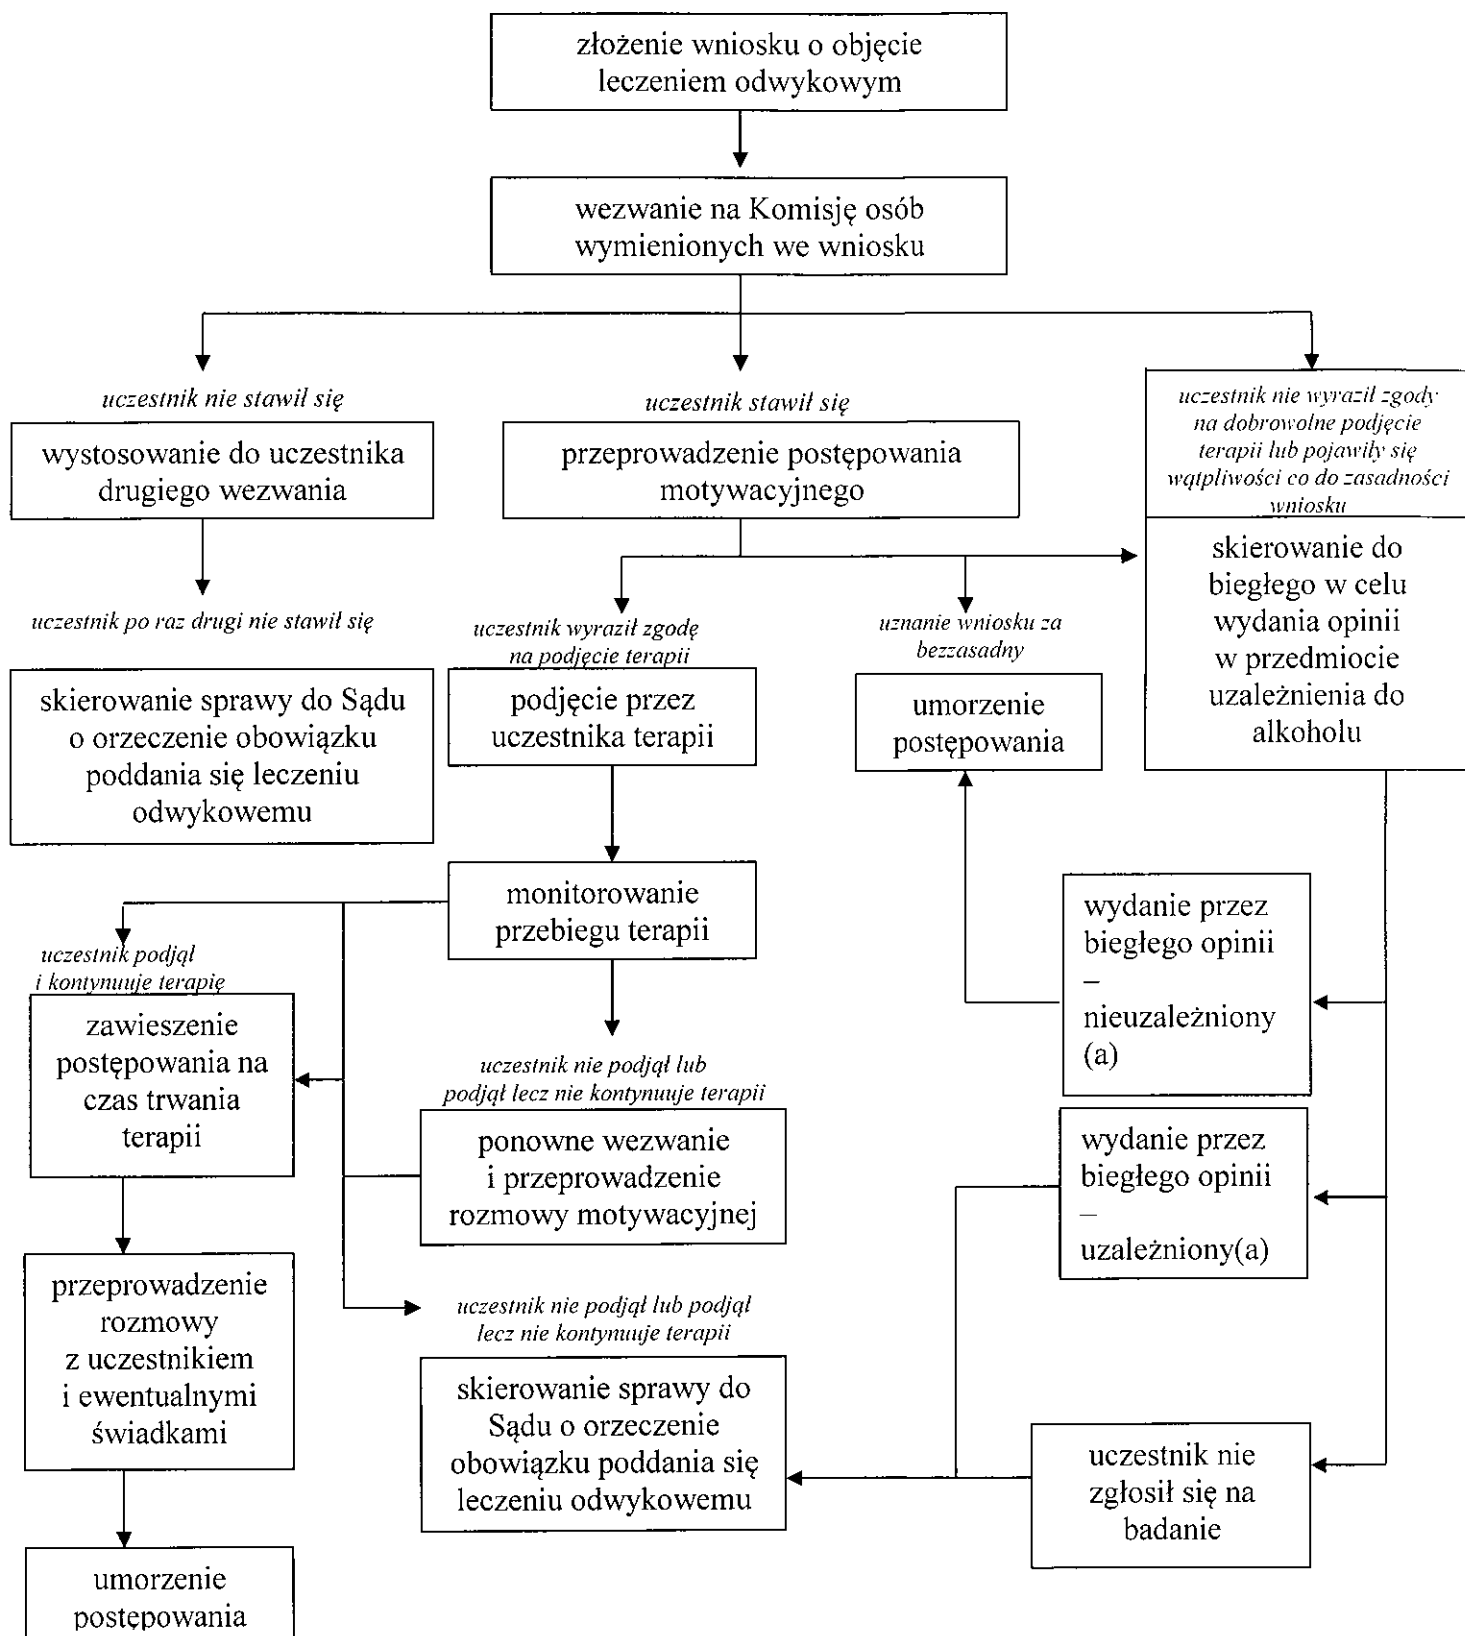 złożenie wniosku o objęcie
leczeniem odwykowym
wezwanie na Komisję osób
wymienionych we wniosku
uczestnik nie stawił się
wystosowanie do uczestnika
drugiego wezwania
uczestnik po raz drugi nie stawił się
skierowanie sprawy do Sądu
o orzeczenie obowiązku
poddania się leczeniu
odwykowemu
uczestnik stawił się
przeprowadzenie postępowania
motywacyjnego
uczestnik nie wyraził zgody
na dobrowolne podjęcie
terapii lub pojawiły się
wątpliwości co do zasadności
wniosku
skierowanie do
biegłego w celu
wydania opinii
w przedmiocie
uzależnienia do
alkoholu
uczestnik wyraził zgodę
na podjęcie terapii
podjęcie przez
uczestnika terapii
uznanie wniosku za
bezzasadny
umorzenie
postępowania
monitorowanie
przebiegu terapii
uczestnik podjął
i kontynuuje terapię
zawieszenie
postępowania na
czas trwania
terapii
uczestnik nie podjął lub
podjął lecz nie kontynuuje terapii
ponowne wezwanie
i przeprowadzenie
rozmowy motywacyjnej
wydanie przez
biegłego opinii
–
nieuzależniony
(a)
wydanie przez
biegłego opinii
–
uzależniony(a)
przeprowadzenie
rozmowy
z uczestnikiem
i ewentualnymi
świadkami
uczestnik nie podjął lub podjął
lecz nie kontynuuje terapii
skierowanie sprawy do
Sądu o orzeczenie
obowiązku poddania się
leczeniu odwykowemu
uczestnik nie
zgłosił się na
badanie
umorzenie
postępowania